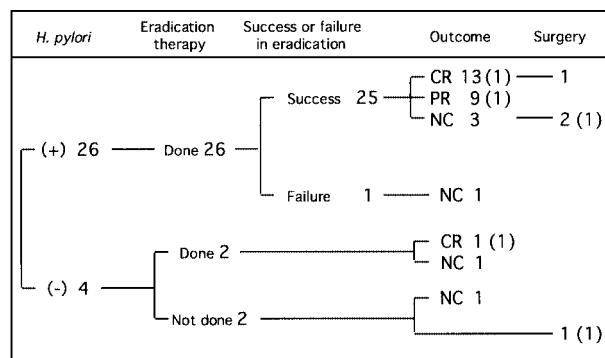 H. pylori Eradication therapy Success or failure in eradication Outcome Surgery
CR 13 (1) 1
Success 25 PR 9 (1)
NC 3 2 (1)
(+) 26 Done 26
Failure 1 NC 1
CR 1 (1)
Done 2
NC 1
(-) 4
NC 1
Not done 2
1 (1)